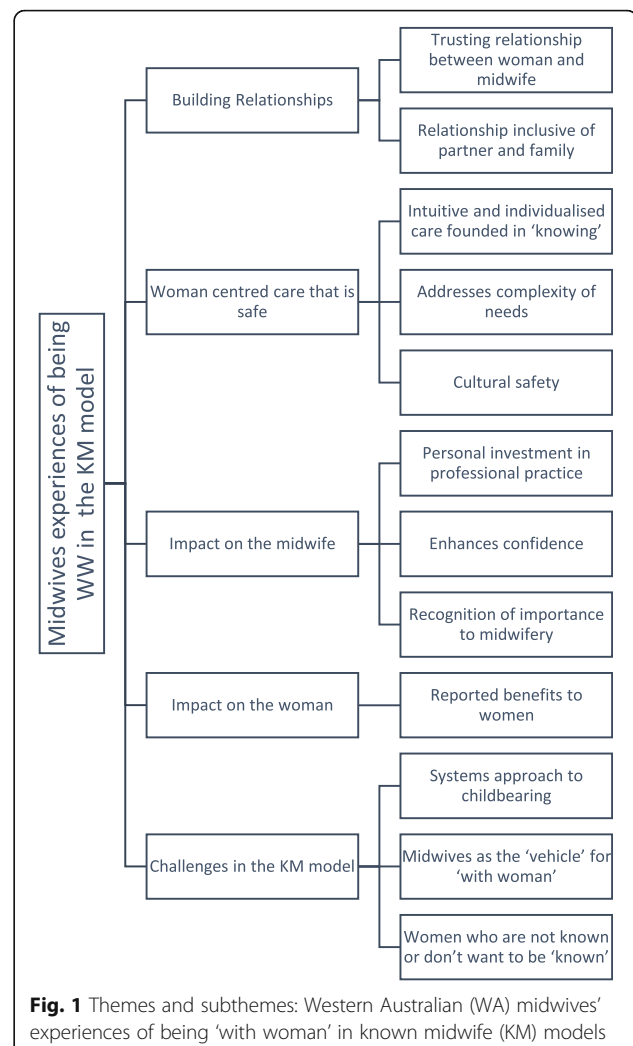 Midwives experiences of being
WW in the KM model
Building Relationships
Trusting relationship
between woman and
midwife
Relationship inclusive of
partner and family
Woman centred care that is
safe
Intuitive and individualised
care founded in ‘knowing’
Addresses complexity of
needs
Cultural safety
Impact on the midwife
Personal investment in
professional practice
Enhances confidence
Recognition of importance
to midwifery
Impact on the woman
Reported benefits to
women
Challenges in the KM model
Systems approach to
childbearing
Midwives as the ‘vehicle’ for
‘with woman’
Women who are not known
or don’t want to be ‘known’
Fig. 1 Themes and subthemes: Western Australian (WA) midwives’
experiences of being ‘with woman’ in known midwife (KM) models